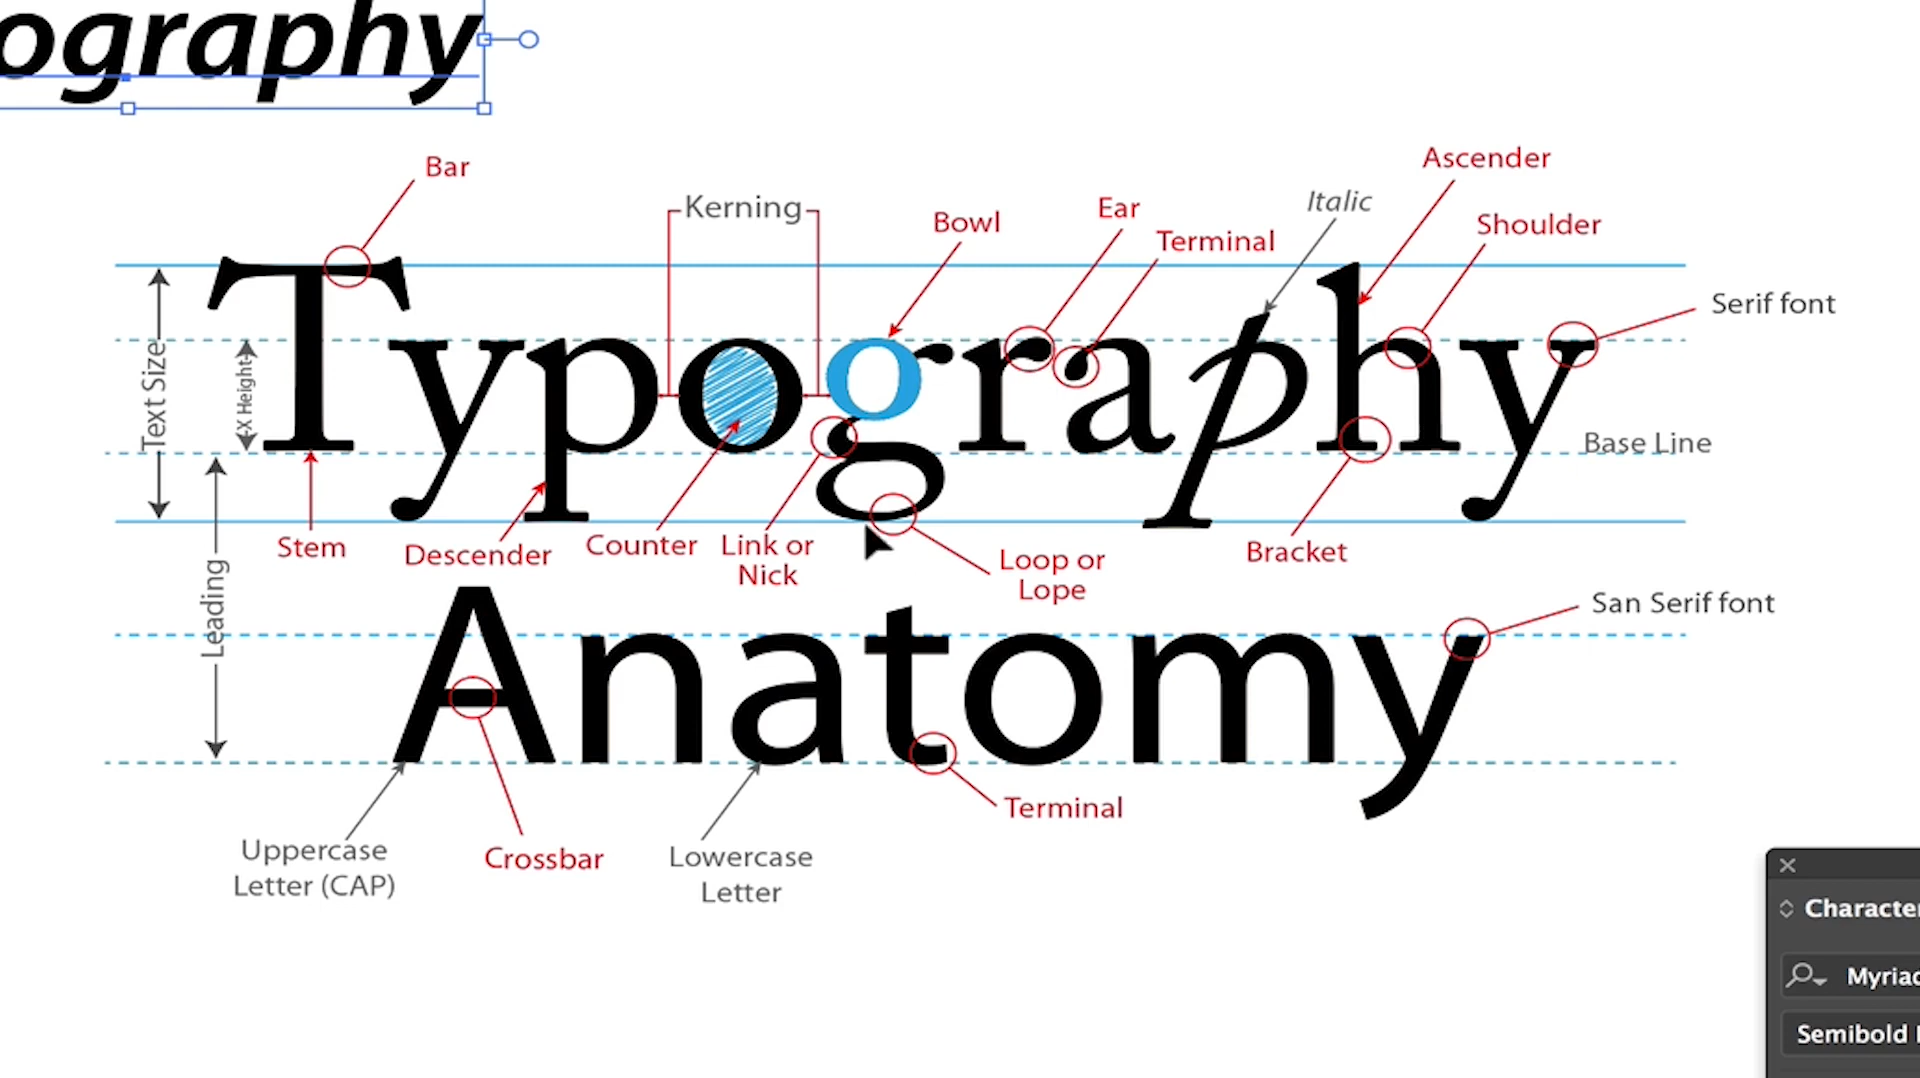 ography
Bar
Kerning
Bowl
Ear
Terminal
Italic
Ascender
Shoulder
Serif font
Text Size
X Height
Typography
Base Line
Stem
Descender
Counter
Link or
Nick
Loop or
Lope
Bracket
Leading
San Serif font
Anatomy
Terminal
Uppercase
Letter (CAP)
Crossbar
Lowercase
Letter
Character
Myriad
Semibold